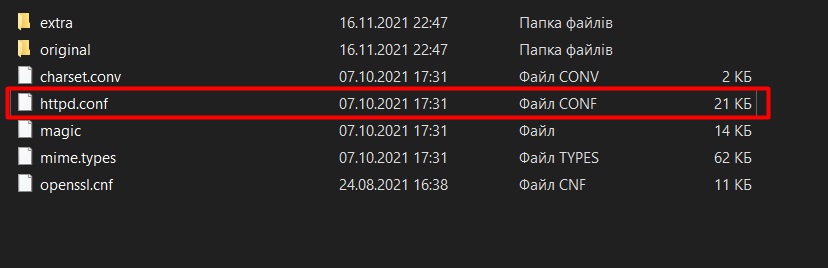 extra 16.11.2021 22:47 Папка файлів
original 16.11.2021 22:47 Папка файлів
charset.conv 07.10.2021 17:31 Файл CONV 2 КБ
httpd.conf 07.10.2021 17:31 Файл CONF 21 КБ
magic 07.10.2021 17:31 Файл 14 КБ
mime.types 07.10.2021 17:31 Файл TYPES 62 КБ
openssl.cnf 24.08.2021 16:38 Файл CNF 11 КБ